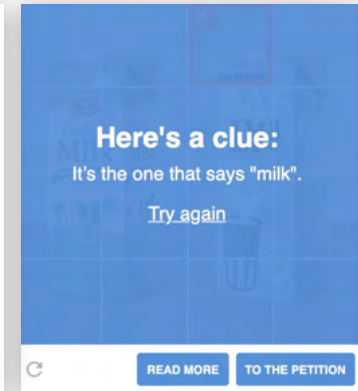 Here's a clue:
It's the one that says "milk".
Try again
READ MORE
TO THE PETITION